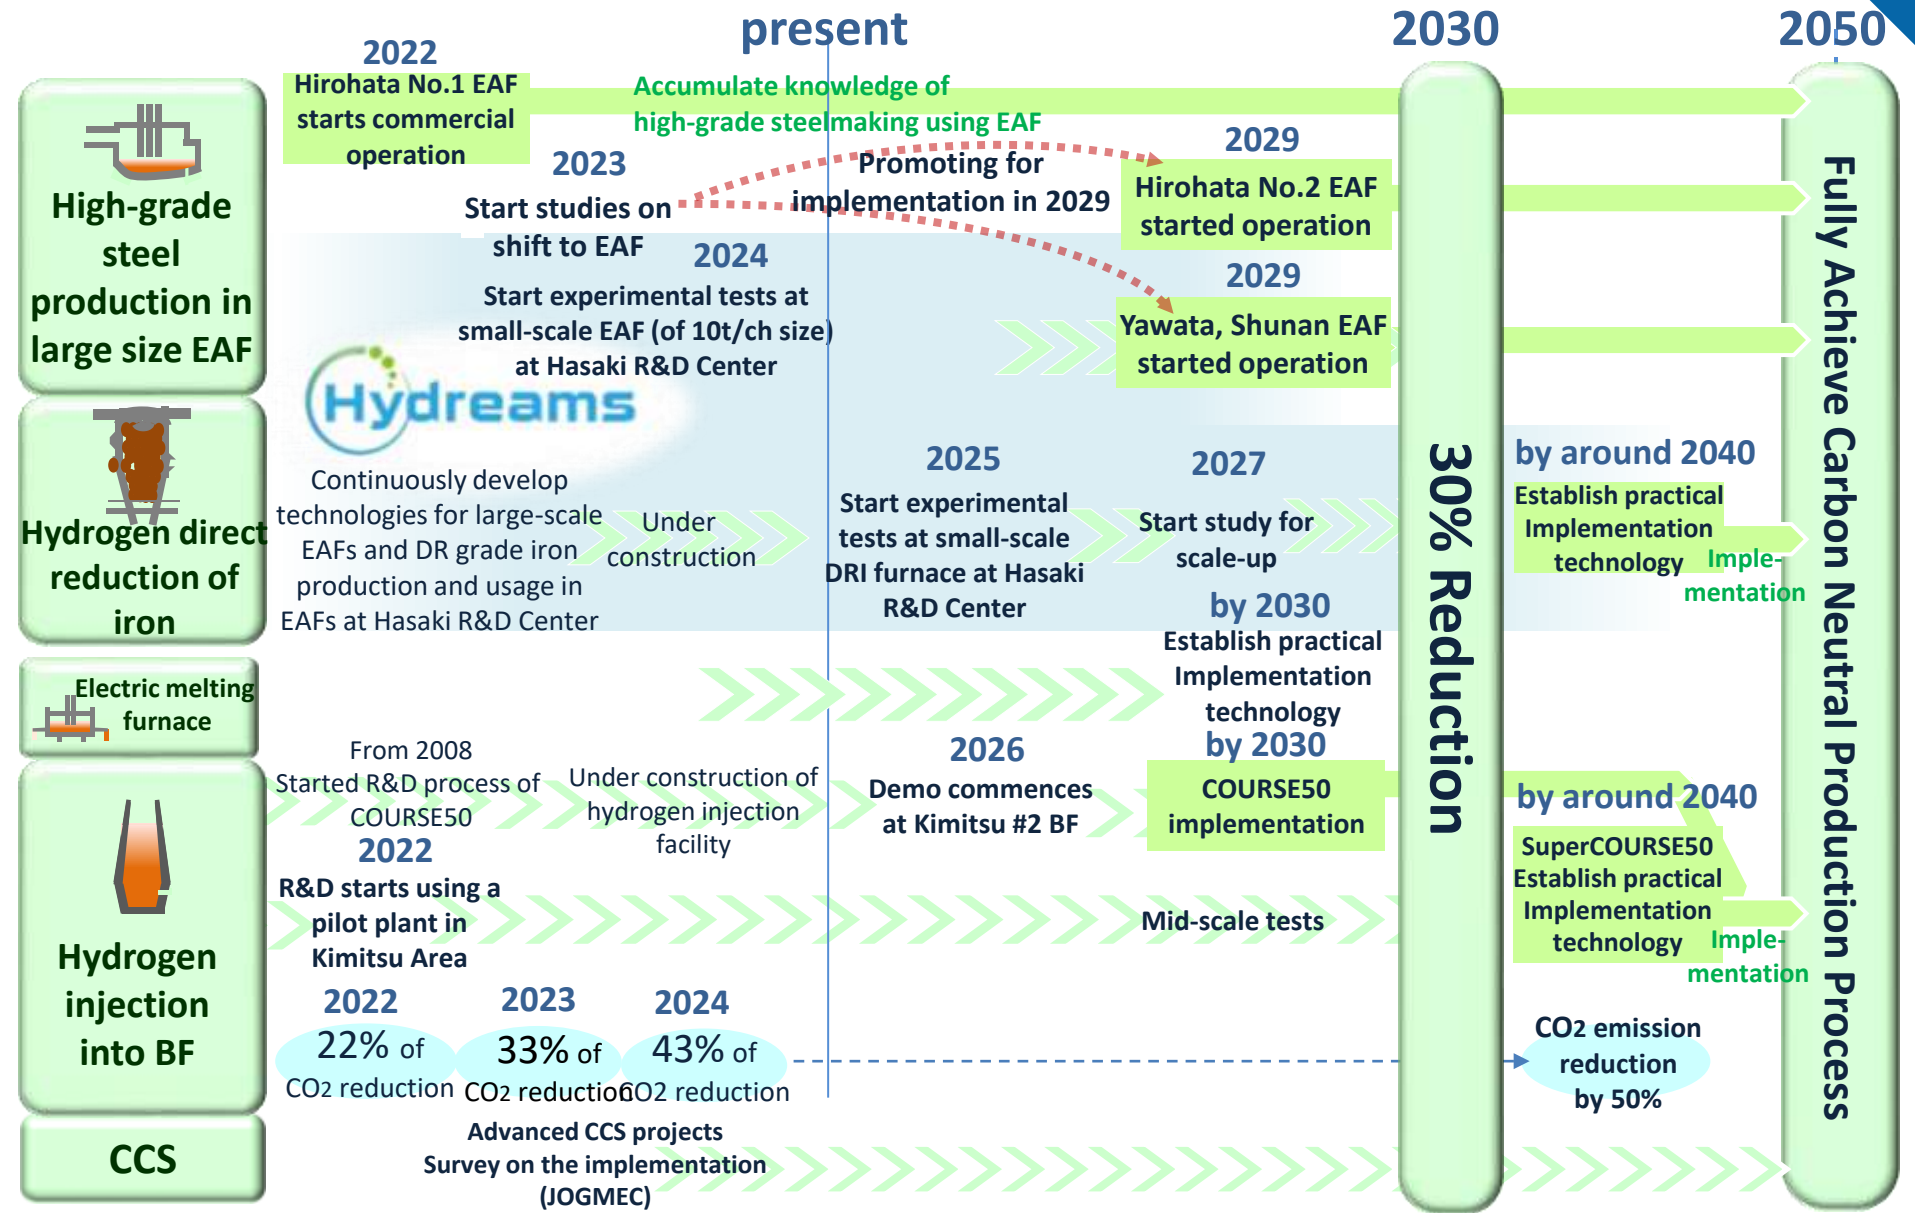 present
2030
2050
2022
Hirohata No.1 EAF
starts commercial
operation
Accumulate knowledge of
high-grade steelmaking using EAF
2023
Start studies on
shift to EAF
Promoting for
implementation in 2029
2029
Hirohata No.2 EAF
started operation
High-grade
steel
production in
large size EAF
2024
Start experimental tests at
small-scale EAF (of 10t/ch size)
at Hasaki R&D Center
2029
Yawata, Shunan EAF
started operation
Hydreams
Hydrogen direct
reduction of
iron
Continuously develop
technologies for large-scale
EAFs and DR grade iron
production and usage in
EAFs at Hasaki R&D Center
Under
construction
2025
Start experimental
tests at small-scale
DRI furnace at Hasaki
R&D Center
2027
Start study for
scale-up
by around 2040
Establish practical
Implementation
technology
Imple-
mentation
Electric melting
furnace
by 2030
Establish practical
Implementation
technology
Hydrogen
injection
into BF
From 2008
Started R&D process of
COURSE50
Under construction of
hydrogen injection
facility
2026
Demo commences
at Kimitsu #2 BF
by 2030
COURSE50
implementation
by around 2040
SuperCOURSE50
Establish practical
Implementation
technology
Imple-
mentation
2022
R&D starts using a
pilot plant in
Kimitsu Area
Mid-scale tests
2022
22% of
CO2 reduction
2023
33% of
CO2 reduction
2024
43% of
CO2 reduction
CO2 emission
reduction
by 50%
CCS
Advanced CCS projects
Survey on the implementation
(JOGMEC)
30% Reduction
Fully Achieve Carbon Neutral Production Process